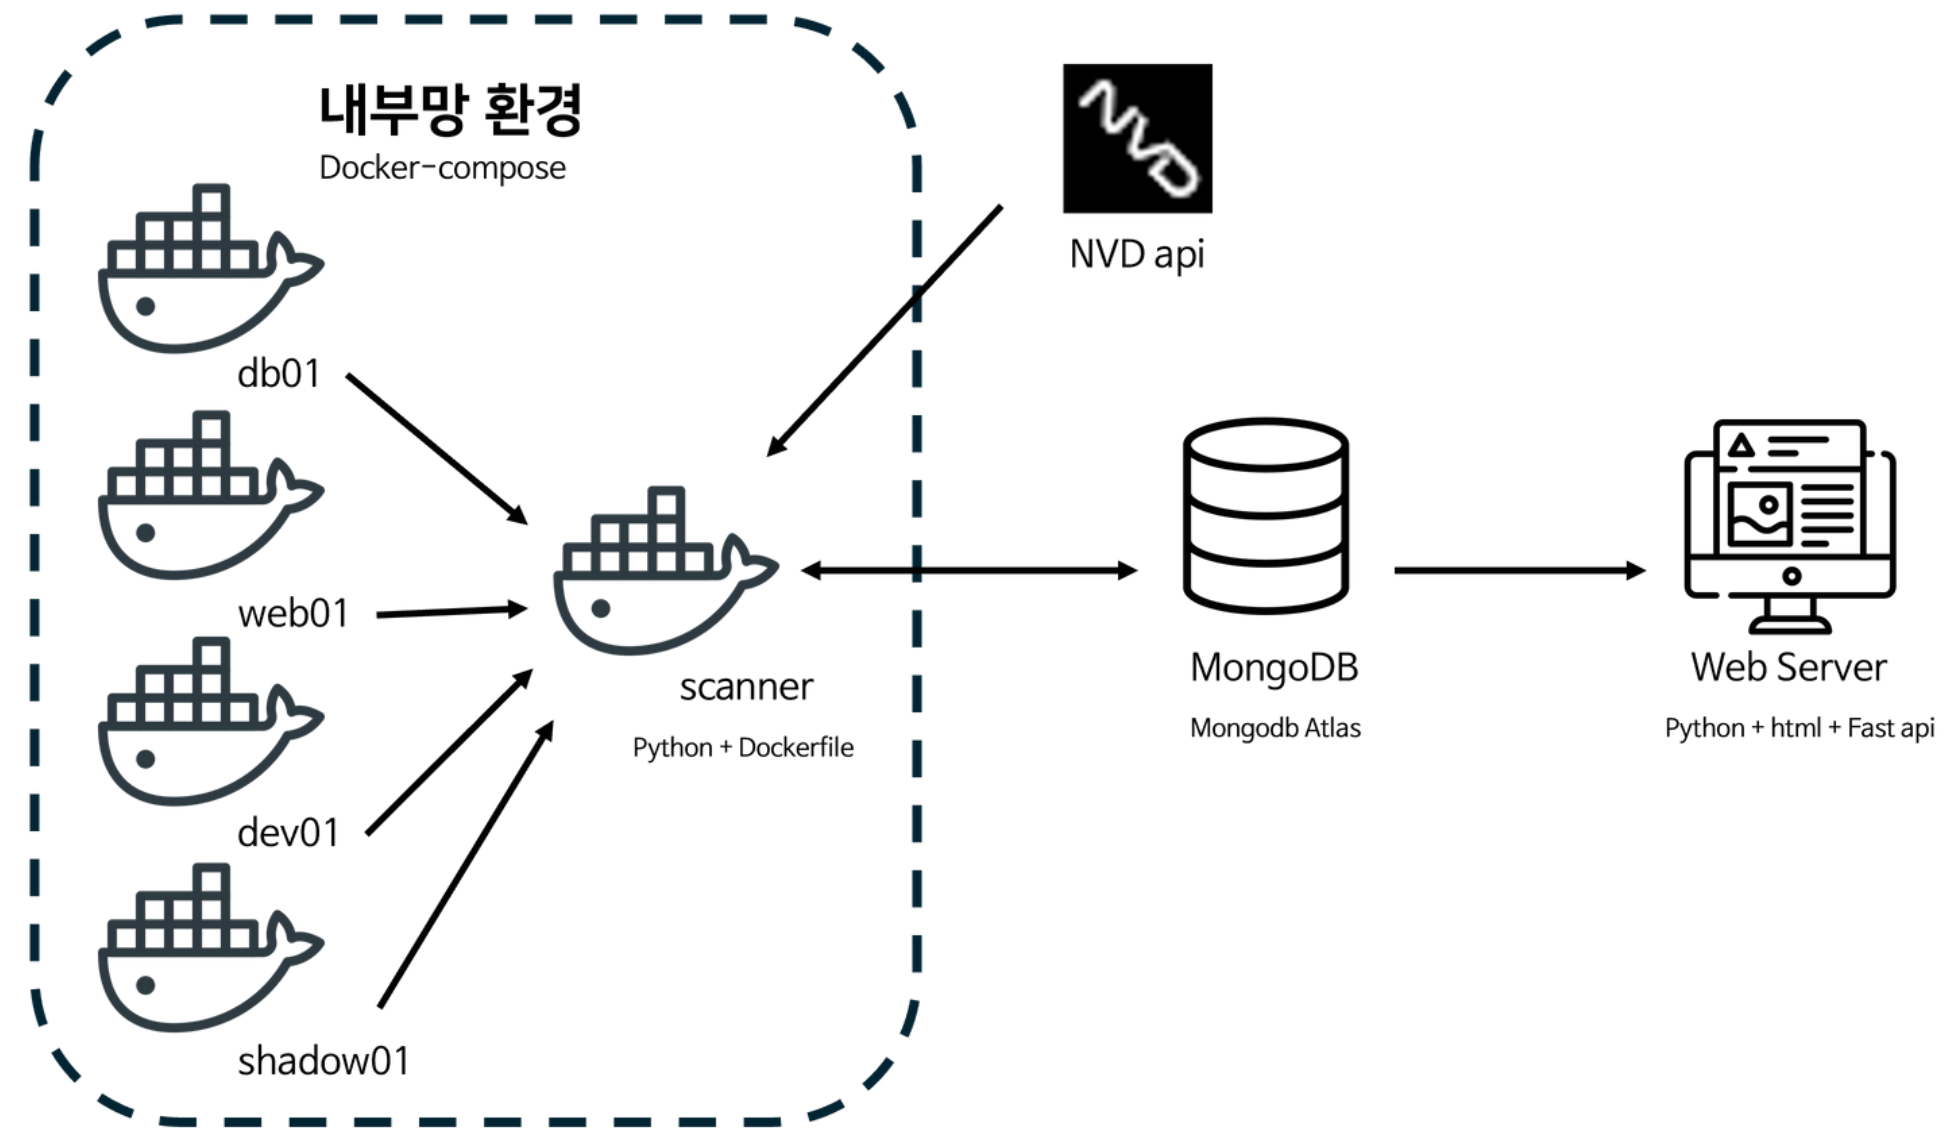 내부망 환경
Docker-compose
NVD
NVD api
db01
web01
dev01
shadow01
scanner
Python + Dockerfile
MongoDB
Mongodb Atlas
Web Server
Python + html + Fast api